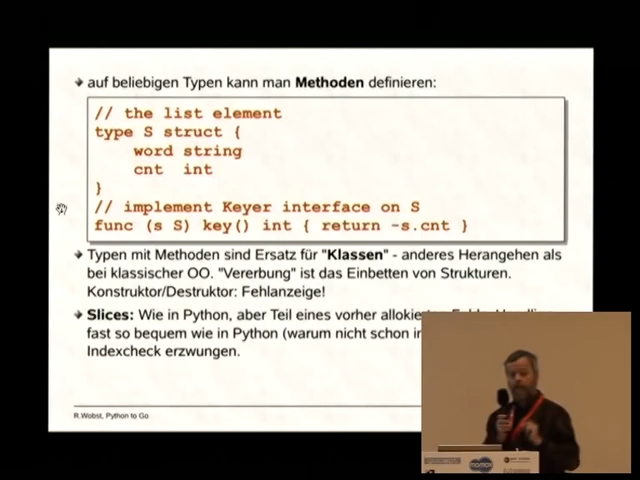 auf beliebigen Typen kann man Methoden definieren:
// the list element
type S struct {
word string
cnt int
}
// implement Keyer interface on S
func (s S) key() int { return -s.cnt }
Typen mit Methoden sind Ersatz für "Klassen" - anderes Herangehen als
bei klassischer OO. "Vererbung" ist das Einbetten von Strukturen.
Konstruktor/Destruktor: Fehlanzeige!
Slices: Wie in Python, aber Teil eines vorher
fast so bequem wie in Python (warum nicht schon
Indexcheck erzwungen.
R.Wobst, Python to Go